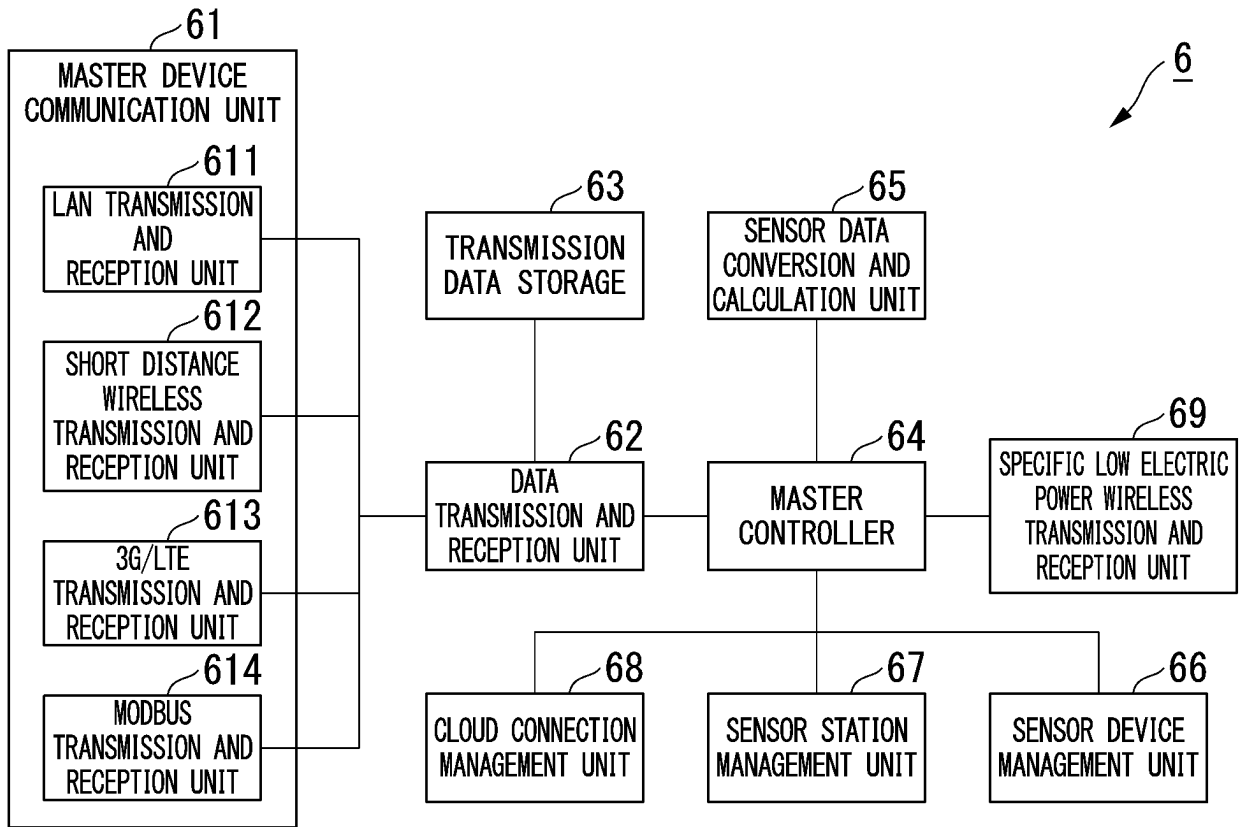 61
MASTER DEVICE
COMMUNICATION UNIT
611
LAN TRANSMISSION
AND
RECEPTION UNIT
612
SHORT DISTANCE
WIRELESS
TRANSMISSION AND
RECEPTION UNIT
613
3G/LTE
TRANSMISSION AND
RECEPTION UNIT
614
MODBUS
TRANSMISSION AND
RECEPTION UNIT
6
63
TRANSMISSION
DATA STORAGE
65
SENSOR DATA
CONVERSION AND
CALCULATION UNIT
62
DATA
TRANSMISSION AND
RECEPTION UNIT
64
MASTER
CONTROLLER
69
SPECIFIC LOW ELECTRIC
POWER WIRELESS
TRANSMISSION AND
RECEPTION UNIT
68
CLOUD CONNECTION
MANAGEMENT UNIT
67
SENSOR STATION
MANAGEMENT UNIT
66
SENSOR DEVICE
MANAGEMENT UNIT